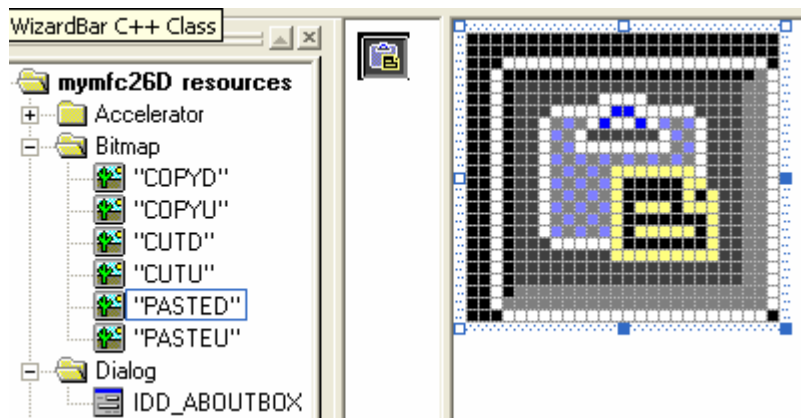 WizardBar C++ Class
mymfc26D resources
Accelerator
Bitmap
"COPYD"
"COPYU"
"CUTD"
"CUTU"
"PASTED"
"PASTEU"
Dialog
IDD_ABOUTBOX